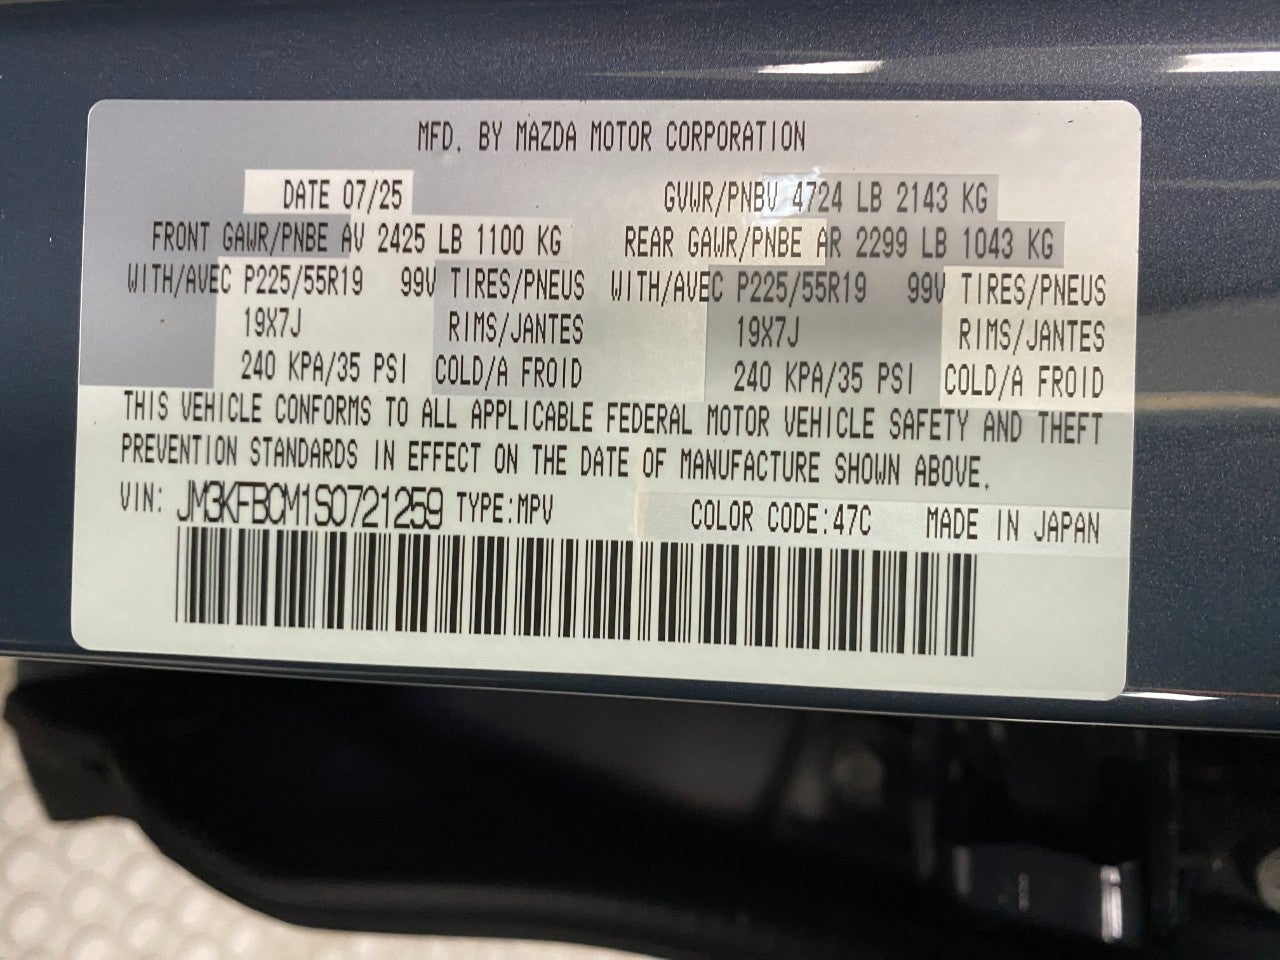 MFD. BY MAZDA MOTOR CORPORATION
DATE 07/25 GVWR/PNBV 4724 LB 2143 KG
FRONT GAWR/PNBE AV 2425 LB 1100 KG REAR GAWR/PNBE AR 2299 LB 1043 KG
WITH/AVEC P225/55R19 99V TIRES/PNEUS WITH/AVEC P225/55R19 99V TIRES/PNEUS
19X7J RIMS/JANTES 19X7J RIMS/JANTES
240 KPA/35 PSI COLD/A FROID 240 KPA/35 PSI COLD/A FROID
THIS VEHICLE CONFORMS TO ALL APPLICABLE FEDERAL MOTOR VEHICLE SAFETY AND THEFT
PREVENTION STANDARDS IN EFFECT ON THE DATE OF MANUFACTURE SHOWN ABOVE.
VIN: JM3KFBCM1S0721259 TYPE:MPV COLOR CODE:47C MADE IN JAPAN